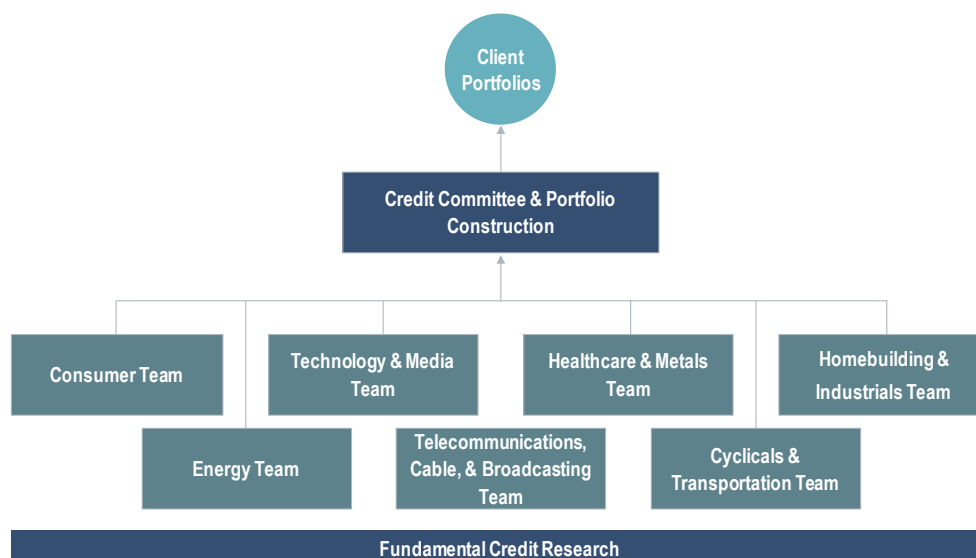 Client
Portfolios
Credit Committee & Portfolio
Construction
Consumer Team
Technology & Media
Team
Healthcare & Metals
Team
Homebuilding &
Industrials Team
Energy Team
Telecommunications,
Cable, & Broadcasting
Team
Cyclicals &
Transportation Team
Fundamental Credit Research